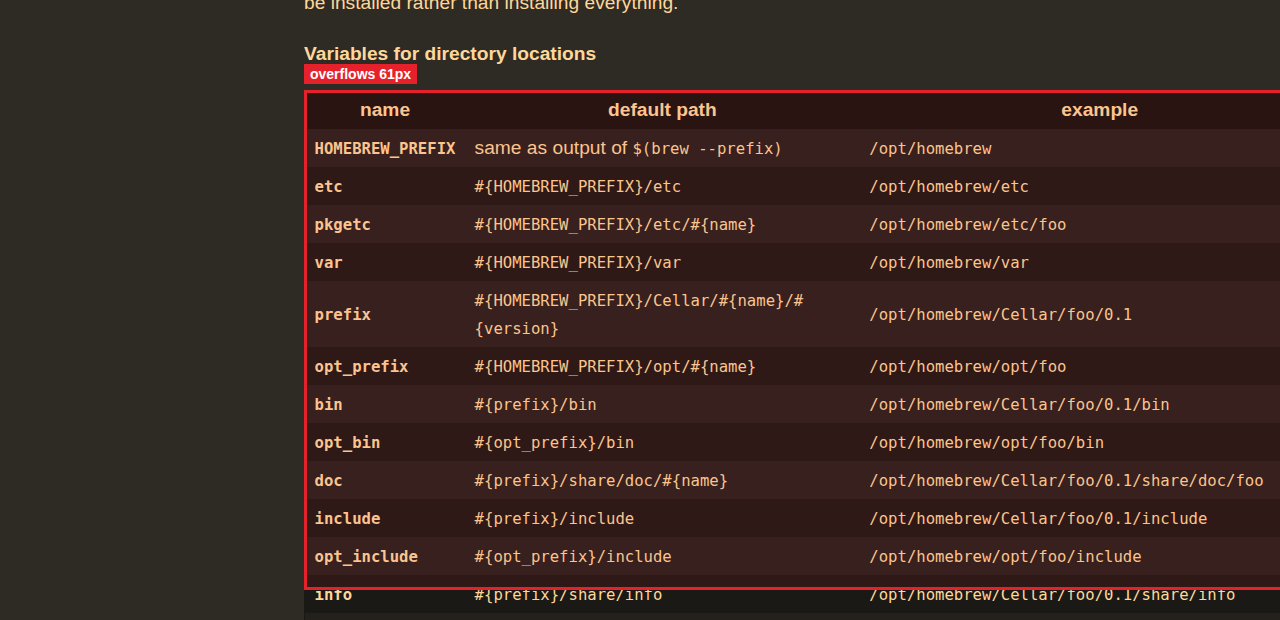 be installed rather than installing everything.
Variables for directory locations
overflows 61px
name default path example
HOMEBREW_PREFIX same as output of $(brew --prefix) /opt/homebrew
etc #{HOMEBREW_PREFIX}/etc /opt/homebrew/etc
pkgetc #{HOMEBREW_PREFIX}/etc/#{name} /opt/homebrew/etc/foo
var #{HOMEBREW_PREFIX}/var /opt/homebrew/var
prefix #{HOMEBREW_PREFIX}/Cellar/#{name}/#
{version} /opt/homebrew/Cellar/foo/0.1
opt_prefix #{HOMEBREW_PREFIX}/opt/#{name} /opt/homebrew/opt/foo
bin #{prefix}/bin /opt/homebrew/Cellar/foo/0.1/bin
opt_bin #{opt_prefix}/bin /opt/homebrew/opt/foo/bin
doc #{prefix}/share/doc/#{name} /opt/homebrew/Cellar/foo/0.1/share/doc/foo
include #{prefix}/include /opt/homebrew/Cellar/foo/0.1/include
opt_include #{opt_prefix}/include /opt/homebrew/opt/foo/include
info #{prefix}/share/info /opt/homebrew/Cellar/foo/0.1/share/info